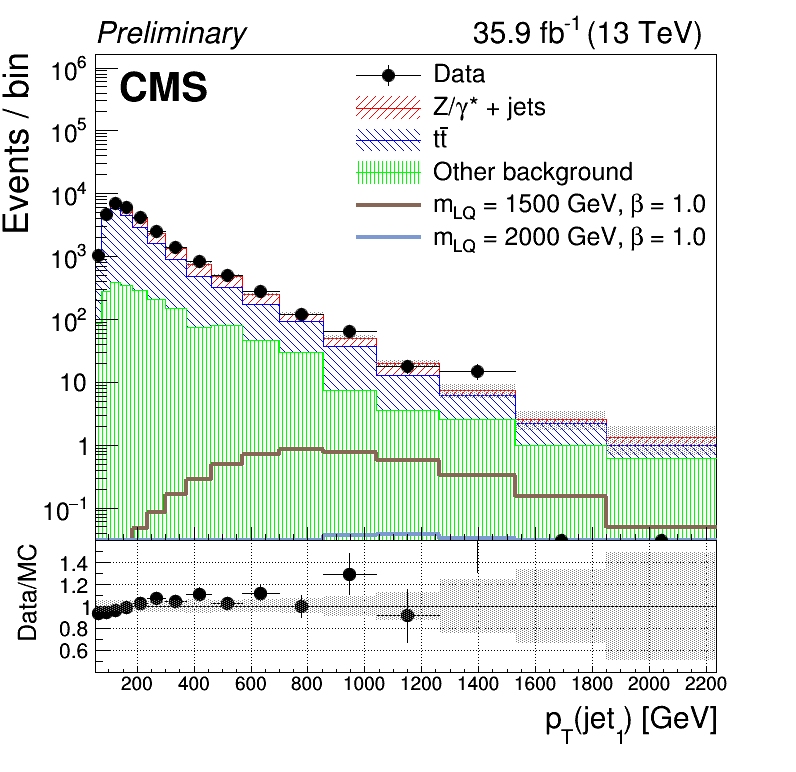 Preliminary 35.9 fb⁻¹ (13 TeV)
CMS
Data
Z/γ* + jets
tt̄
Other background
m_LQ = 1500 GeV, β = 1.0
m_LQ = 2000 GeV, β = 1.0
Events / bin
10⁶
10⁵
10⁴
10³
10²
10
1
10⁻¹
Data/MC
1.4
1.2
1
0.8
0.6
200 400 600 800 1000 1200 1400 1600 1800 2000 2200
p_T(jet_1) [GeV]